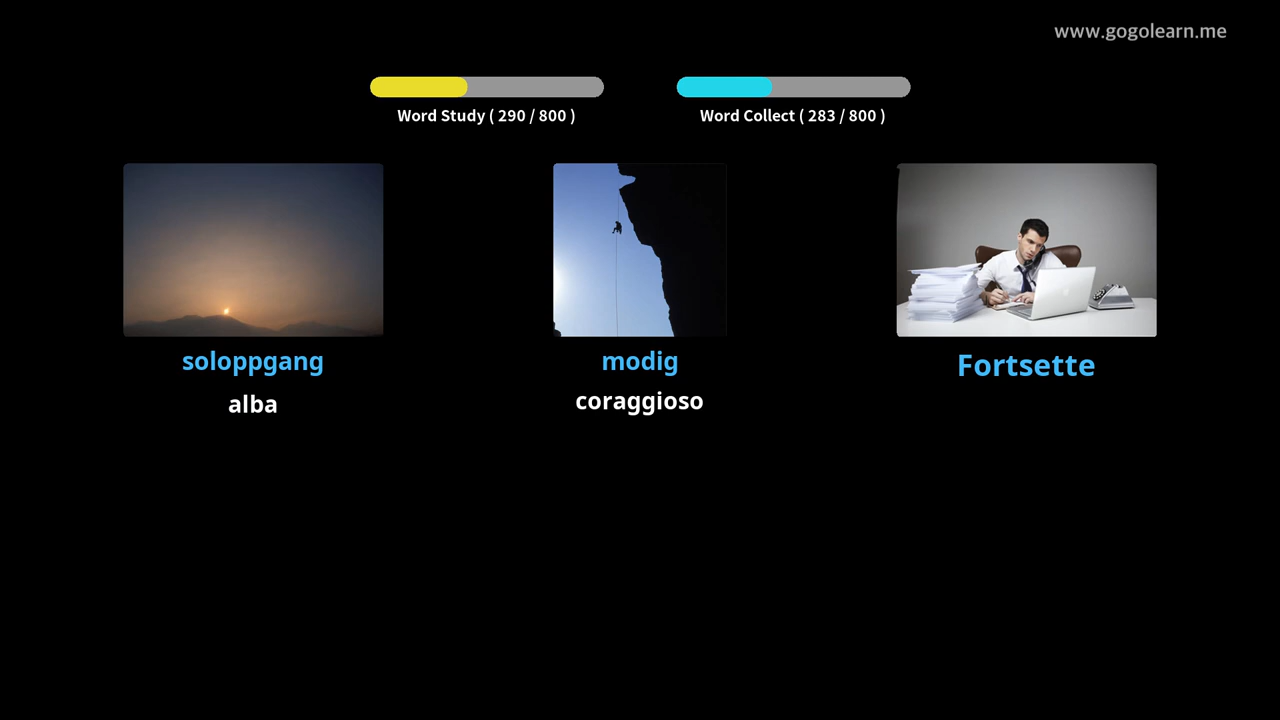 www.gogolearn.me
Word Study ( 290 / 800 )
Word Collect ( 283 / 800 )
soloppgang
modig
Fortsette
alba
coraggioso